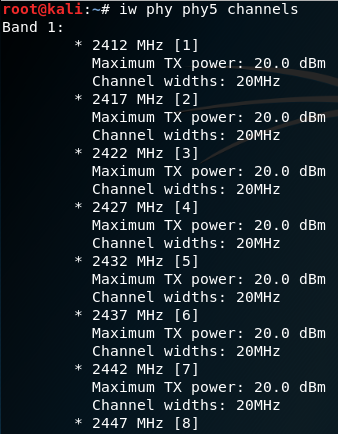 root@kali:~# iw phy phy5 channels
Band 1:
* 2412 MHz [1]
Maximum TX power: 20.0 dBm
Channel widths: 20MHz
* 2417 MHz [2]
Maximum TX power: 20.0 dBm
Channel widths: 20MHz
* 2422 MHz [3]
Maximum TX power: 20.0 dBm
Channel widths: 20MHz
* 2427 MHz [4]
Maximum TX power: 20.0 dBm
Channel widths: 20MHz
* 2432 MHz [5]
Maximum TX power: 20.0 dBm
Channel widths: 20MHz
* 2437 MHz [6]
Maximum TX power: 20.0 dBm
Channel widths: 20MHz
* 2442 MHz [7]
Maximum TX power: 20.0 dBm
Channel widths: 20MHz
* 2447 MHz [8]